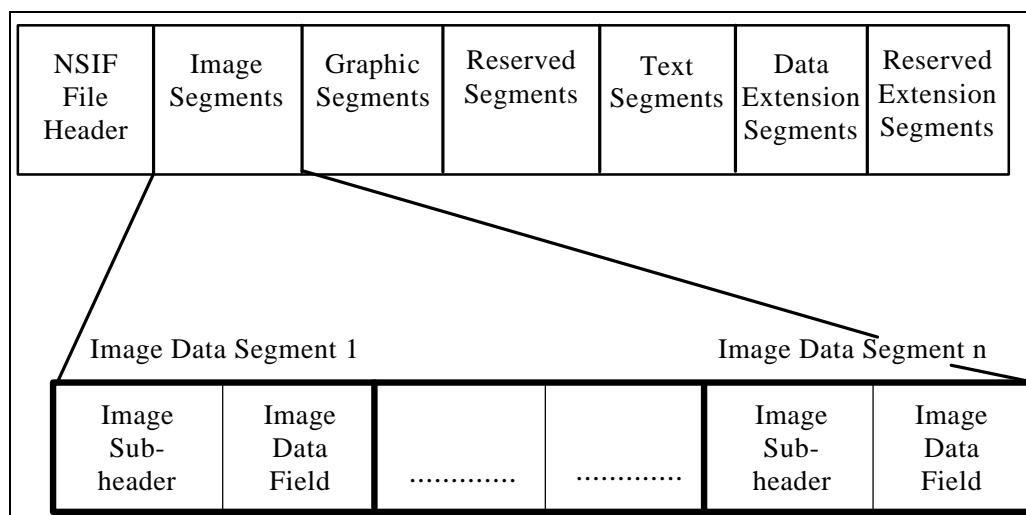 NSIF
File
Header
Image
Segments
Graphic
Segments
Reserved
Segments
Text
Segments
Data
Extension
Segments
Reserved
Extension
Segments
Image Data Segment 1
Image Data Segment n
Image
Sub-
header
Image
Data
Field
.............
.............
Image
Sub-
header
Image
Data
Field